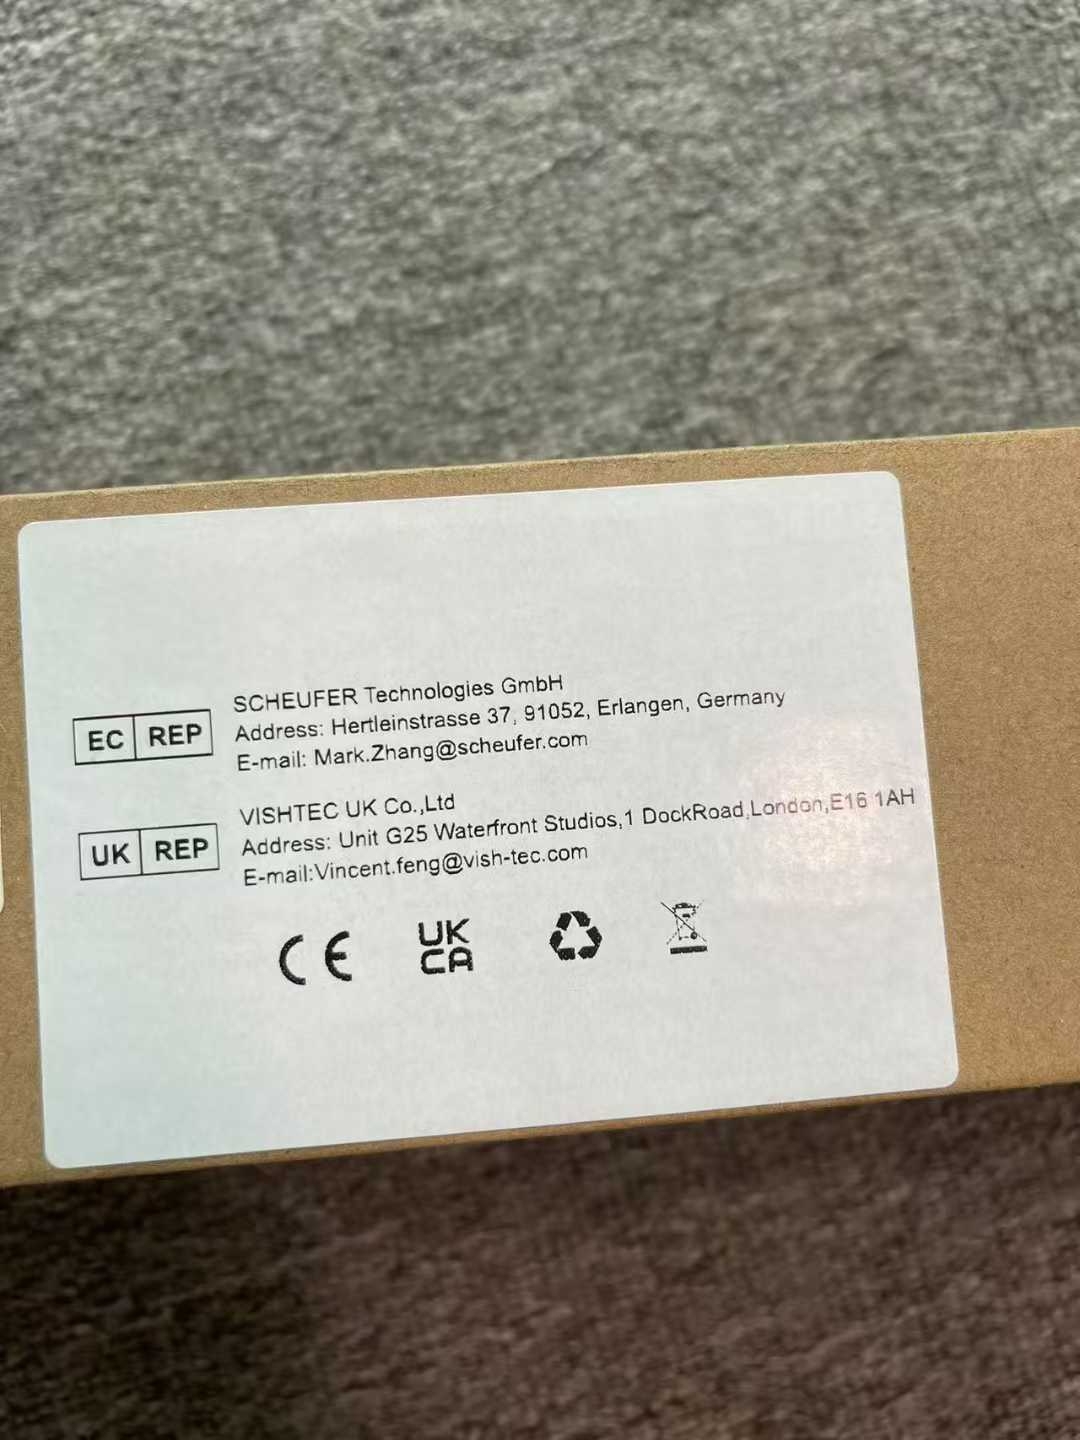 EC REP
SCHEUFER Technologies GmbH
Address: Hertleinstrasse 37, 91052, Erlangen, Germany
E-mail: Mark.Zhang@scheufer.com
UK REP
VISHTEC UK Co.,Ltd
Address: Unit G25 Waterfront Studios,1 DockRoad,London,E16 1AH
E-mail:Vincent.feng@vish-tec.com
CE
UK
CA